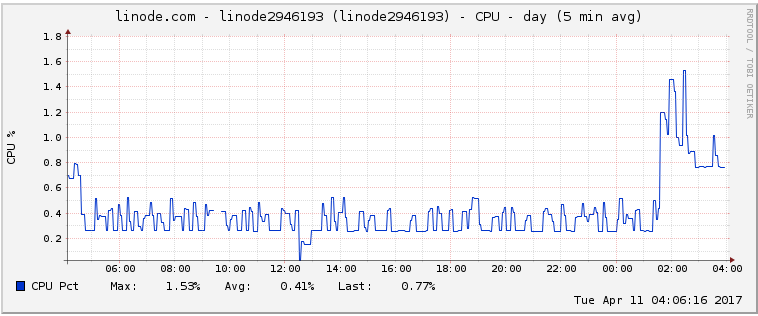 linode.com - linode2946193 (linode2946193) - CPU - day (5 min avg)
RRDTOOL / TOBI OETIKER
CPU %
1.8
1.6
1.4
1.2
1.0
0.8
0.6
0.4
0.2
06:00 08:00 10:00 12:00 14:00 16:00 18:00 20:00 22:00 00:00 02:00 04:00
CPU Pct Max: 1.53% Avg: 0.41% Last: 0.77%
Tue Apr 11 04:06:16 2017